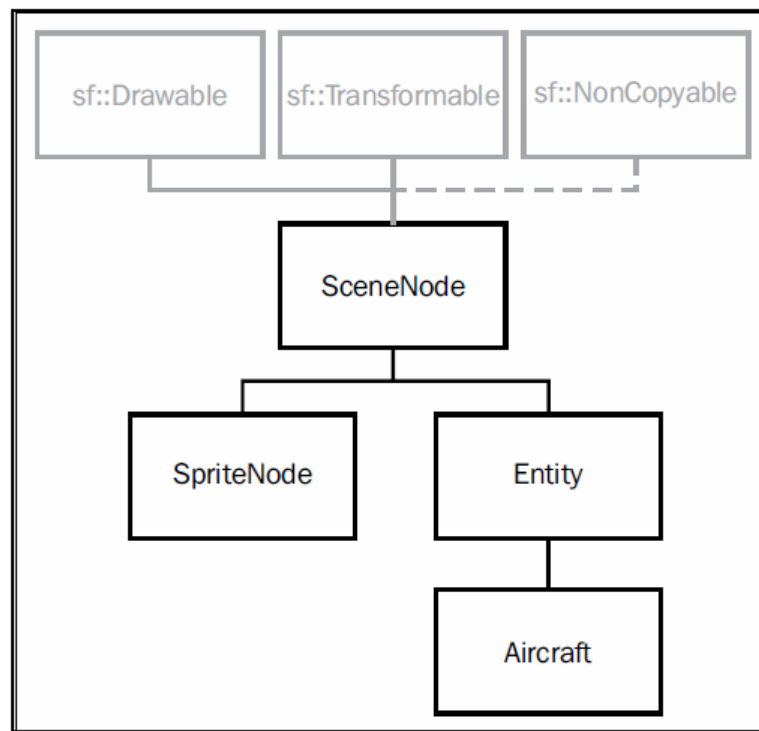 sf::Drawable
sf::Transformable
sf::NonCopyable
SceneNode
SpriteNode
Entity
Aircraft